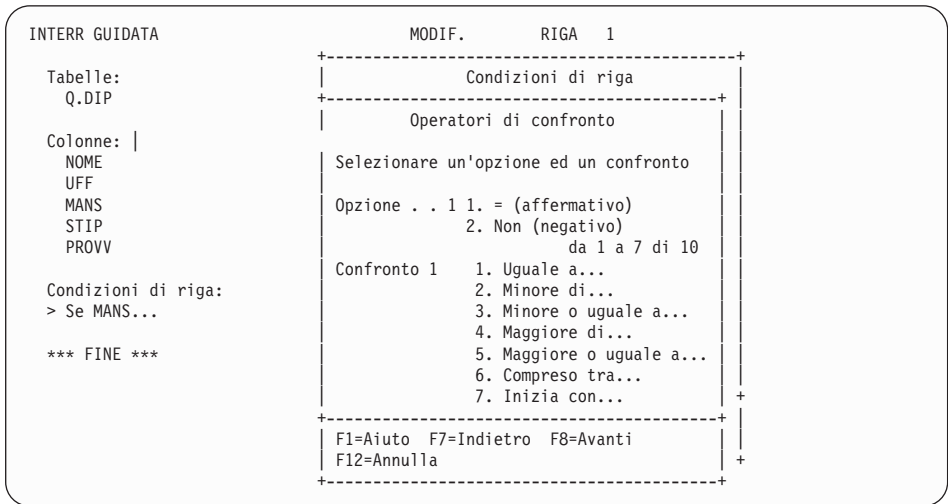 INTERR GUIDATA MODIF. RIGA 1
Tabelle:
Q.DIP
Colonne:
NOME
UFF
MANS
STIP
PROVV
Condizioni di riga:
> Se MANS...
*** FINE ***
Condizioni di riga
Operatori di confronto
Selezionare un'opzione ed un confronto
Opzione . . 1 1. = (affermativo)
2. Non (negativo)
da 1 a 7 di 10
Confronto 1 1. Uguale a...
2. Minore di...
3. Minore o uguale a...
4. Maggiore di...
5. Maggiore o uguale a...
6. Compreso tra...
7. Inizia con...
F1=Aiuto F7=Indietro F8=Avanti
F12=Annulla